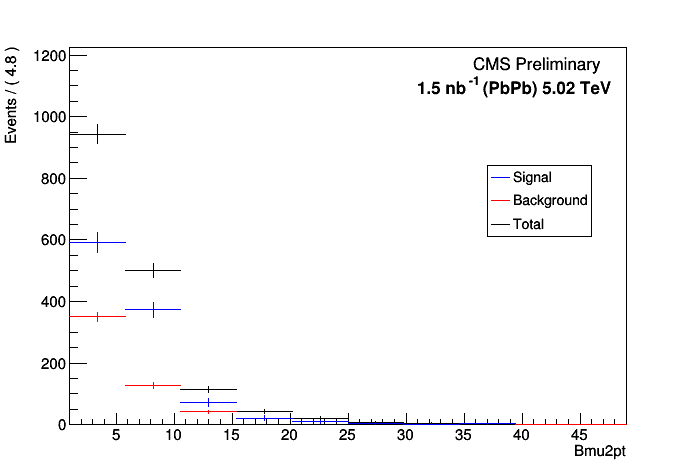 Events / ( 4.8 )
1200
1000
800
600
400
200
0
CMS Preliminary
1.5 nb⁻¹ (PbPb) 5.02 TeV
Signal
Background
Total
5 10 15 20 25 30 35 40 45
Bmu2pt